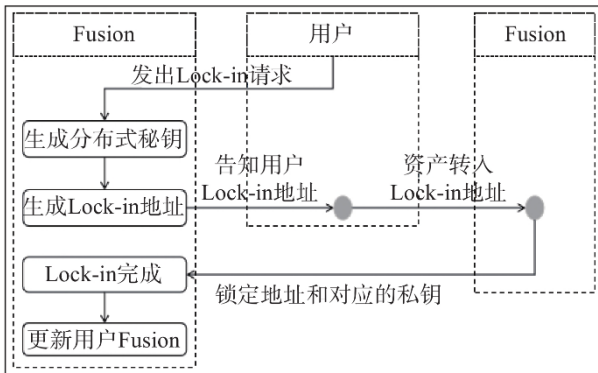 Fusion
用户
Fusion
发出Lock-in请求
生成分布式秘钥
告知用户
Lock-in地址
资产转入
Lock-in地址
生成Lock-in地址
Lock-in完成
锁定地址和对应的私钥
更新用户Fusion